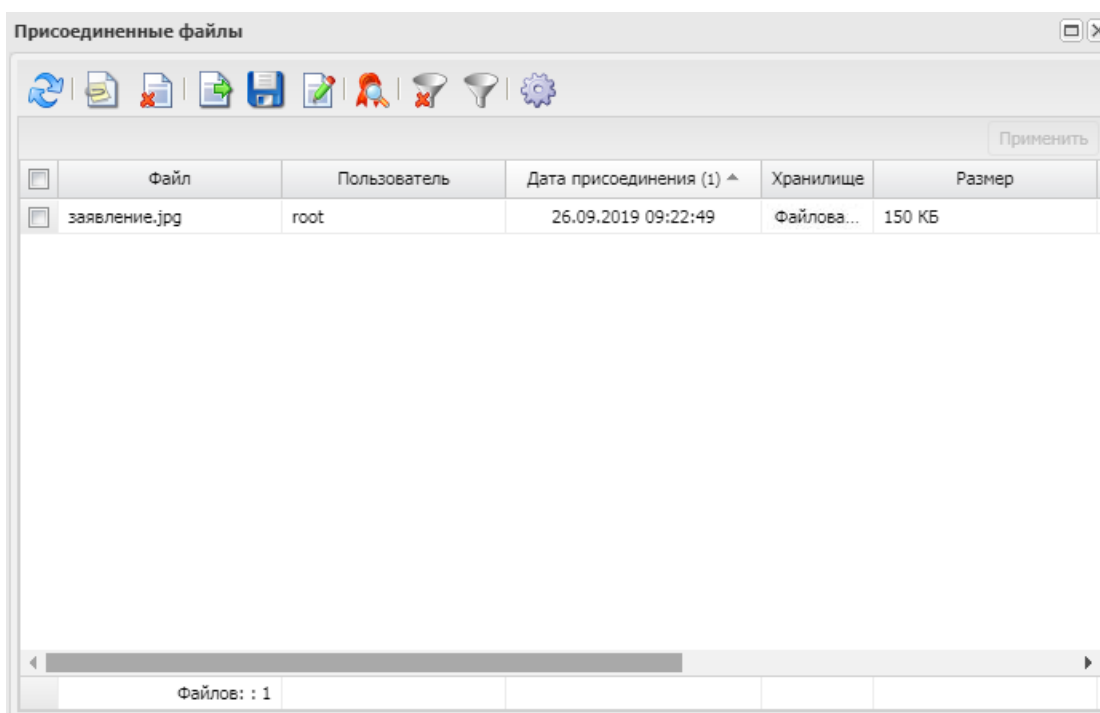 Присоединенные файлы
Применить
Файл Пользователь Дата присоединения (1) Хранилище Размер
заявление.jpg root 26.09.2019 09:22:49 Файлова... 150 КБ
Файлов: : 1